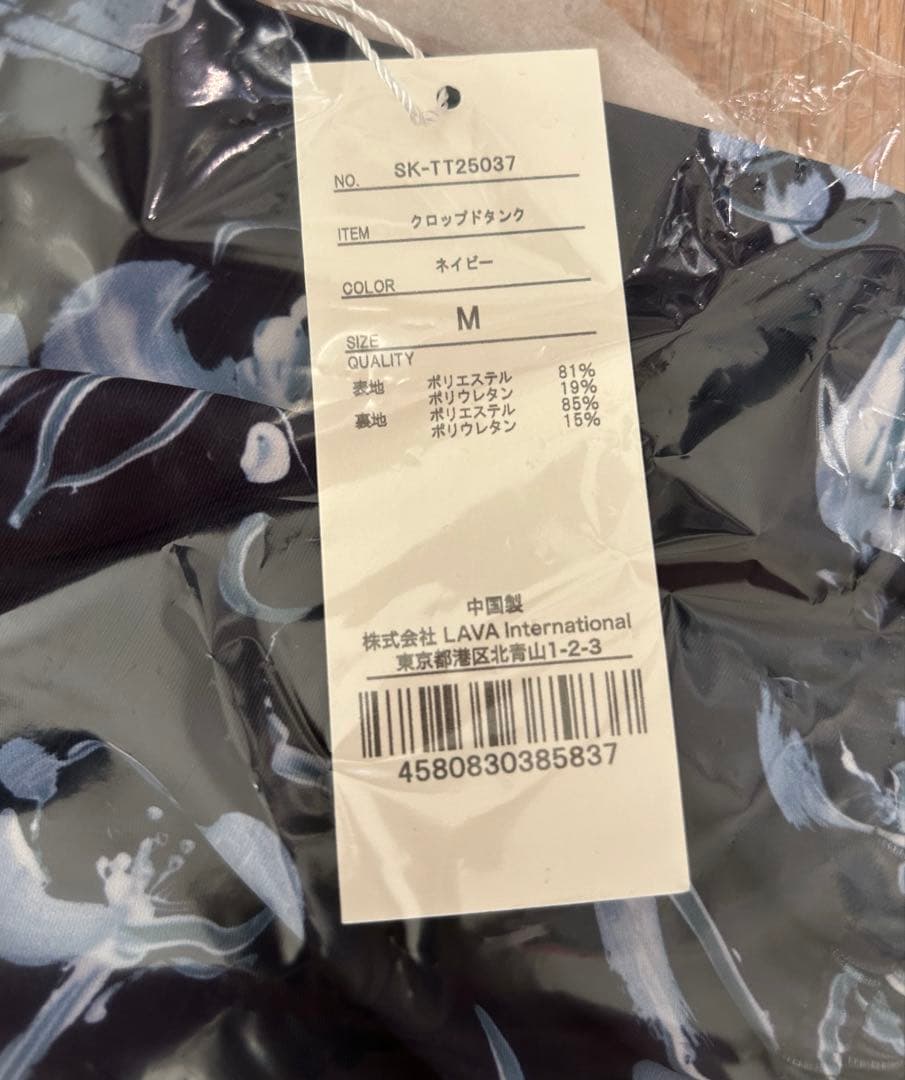 NO. SK-TT25037
ITEM クロップドタンク
COLOR ネイビー
SIZE M
QUALITY
表地 ポリエステル 81%
ポリウレタン 19%
裏地 ポリエステル 85%
ポリウレタン 15%
中国製
株式会社 LAVA International
東京都港区北青山1-2-3
4580830385837